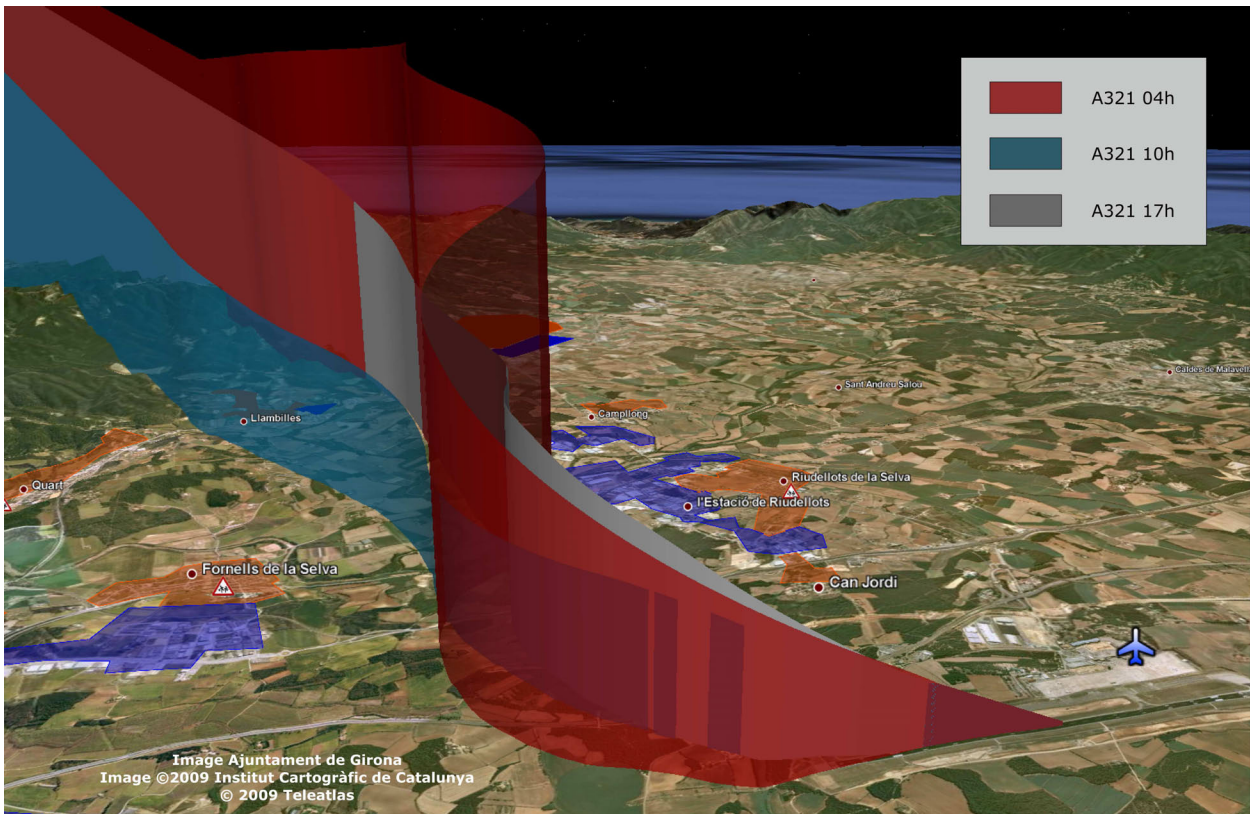 A321 04h
A321 10h
A321 17h
Caldes de Malavell
Sant Andreu Salou
Campllong
Llambilles
Riudellots de la Selva
Quart
l'Estació de Riudellots
Fornells de la Selva
Can Jordi
Image Ajuntament de Girona
Image ©2009 Institut Cartogràfic de Catalunya
© 2009 Teleatlas